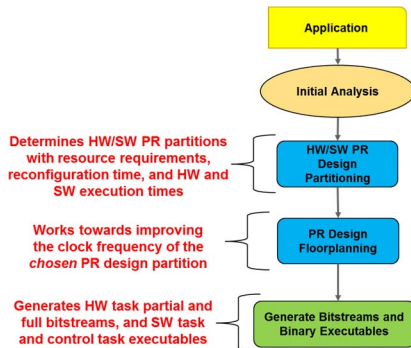 Application
Initial Analysis
Determines HW/SW PR partitions
with resource requirements,
reconfiguration time, and HW and
SW execution times
HW/SW PR
Design
Partitioning
Works towards improving
the clock frequency of the
chosen PR design partition
PR Design
Floorplanning
Generates HW task partial and
full bitstreams, and SW task
and control task executables
Generate Bitstreams and
Binary Executables